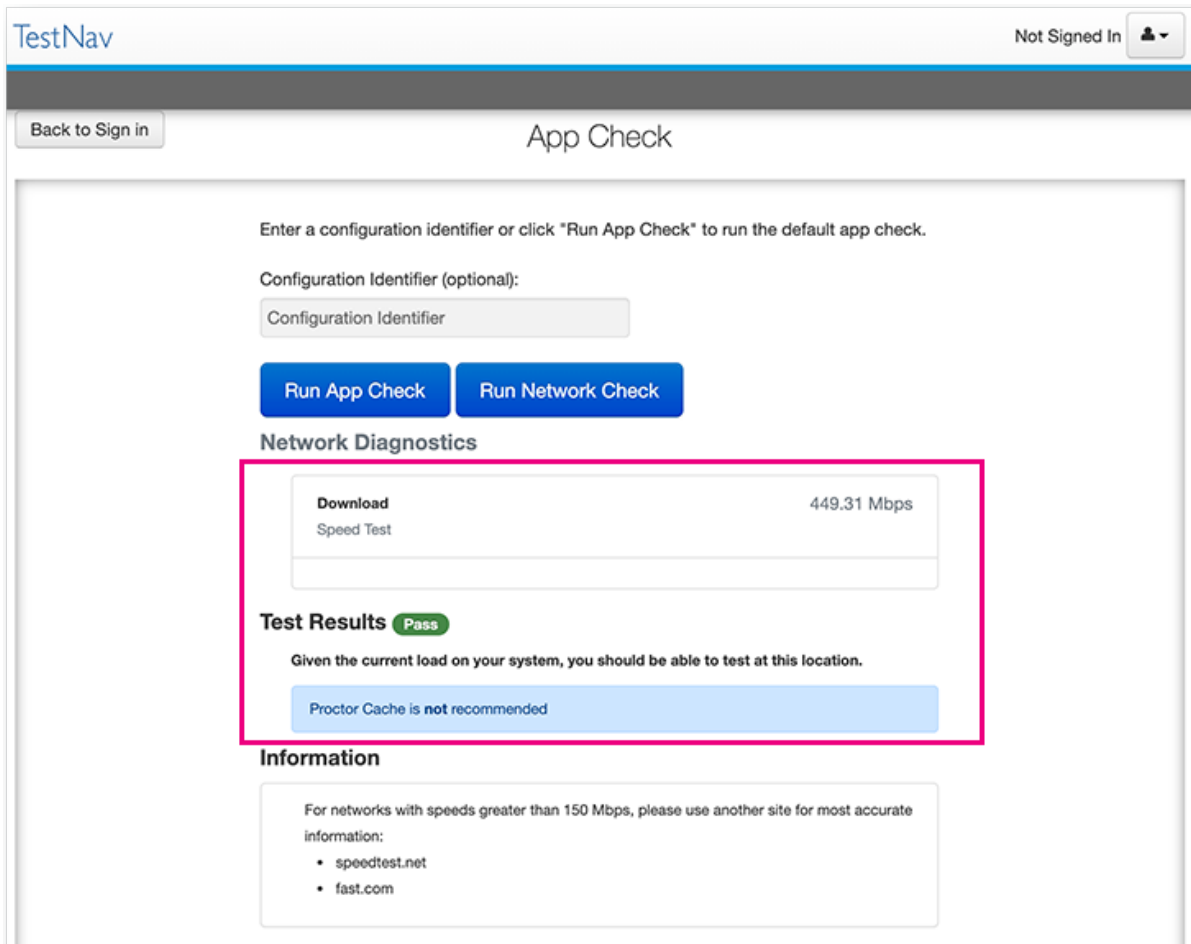 TestNav
Not Signed In
Back to Sign in
App Check
Enter a configuration identifier or click "Run App Check" to run the default app check.
Configuration Identifier (optional):
Configuration Identifier
Run App Check
Run Network Check
Network Diagnostics
Download
449.31 Mbps
Speed Test
Test Results Pass
Given the current load on your system, you should be able to test at this location.
Proctor Cache is not recommended
Information
For networks with speeds greater than 150 Mbps, please use another site for most accurate
information:
• speedtest.net
• fast.com